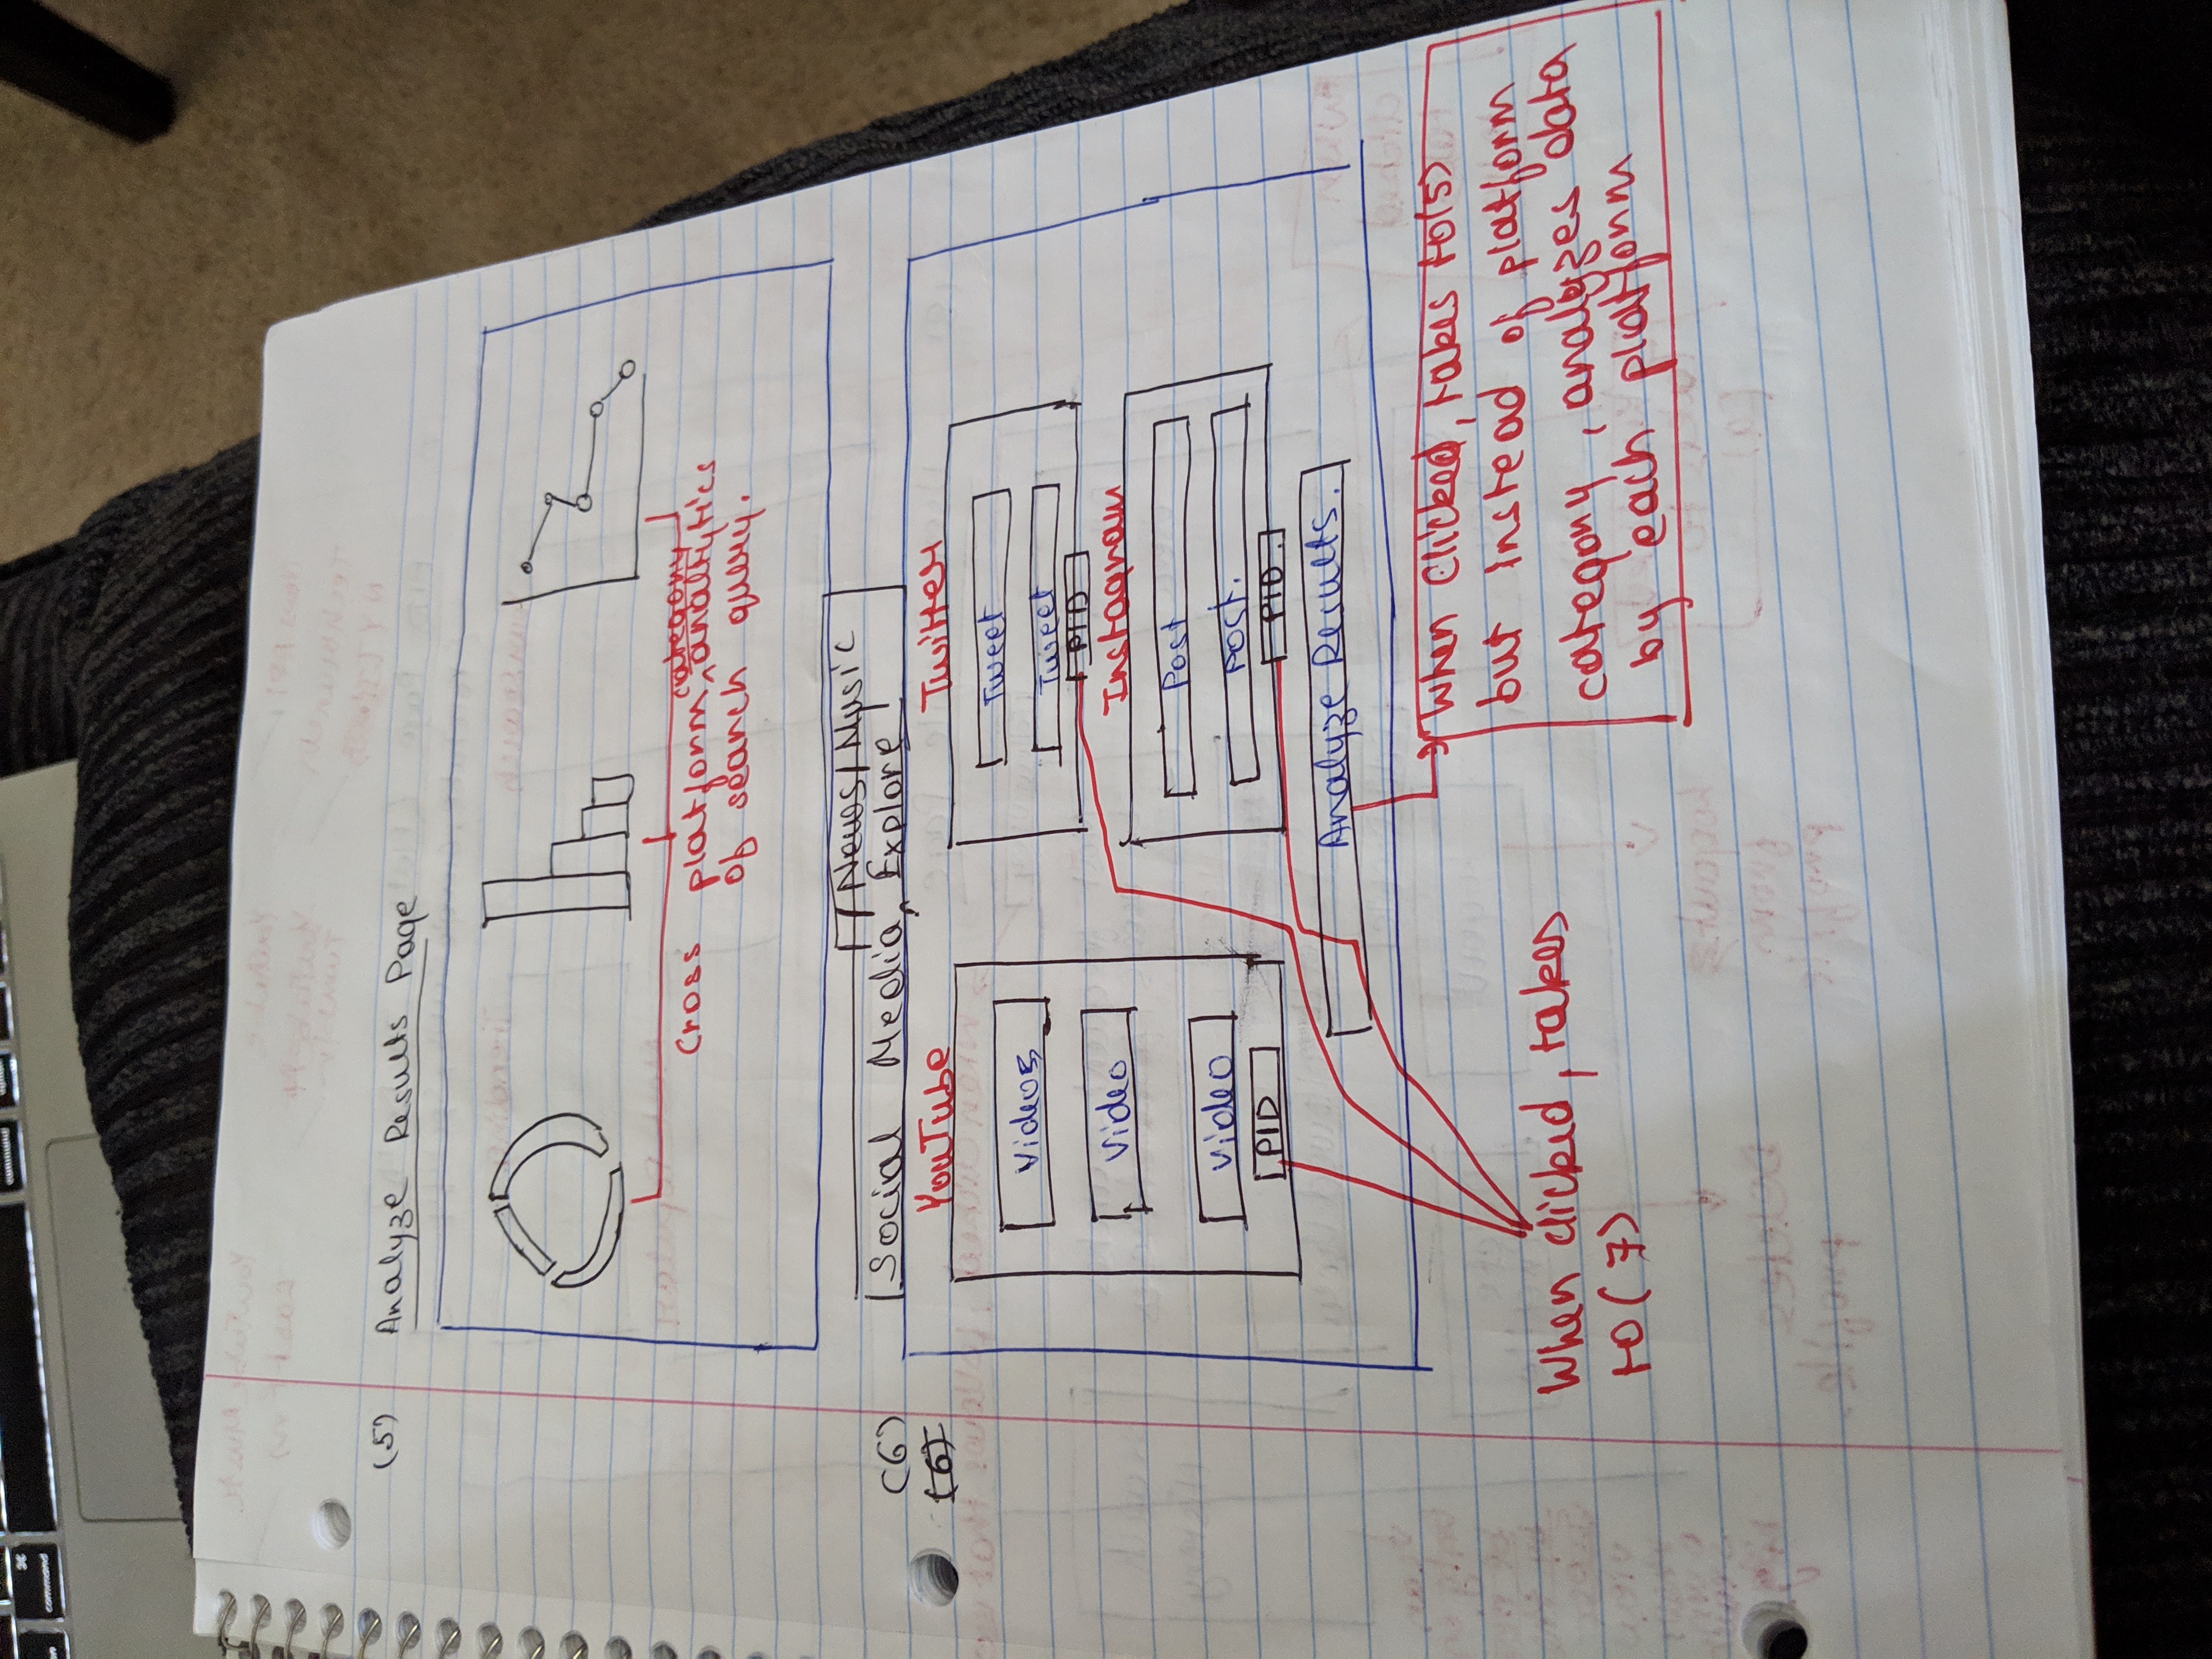 ⌘
command
command
(5) Analyze Results Page
category
Cross platform, ^ analtytics
of search query.
/ News / Music
(6) Social Media ^ Explore
(6)
YouTube
Twitter
Videos
Tweet
Tweet
PID
Video
Instagram
Post
Video
Post.
PID
PID.
Analyze Results.
When clicked, takes to (5)
but instead of platform
category, analyzes data
by each platform
When clicked, takes
to (7)